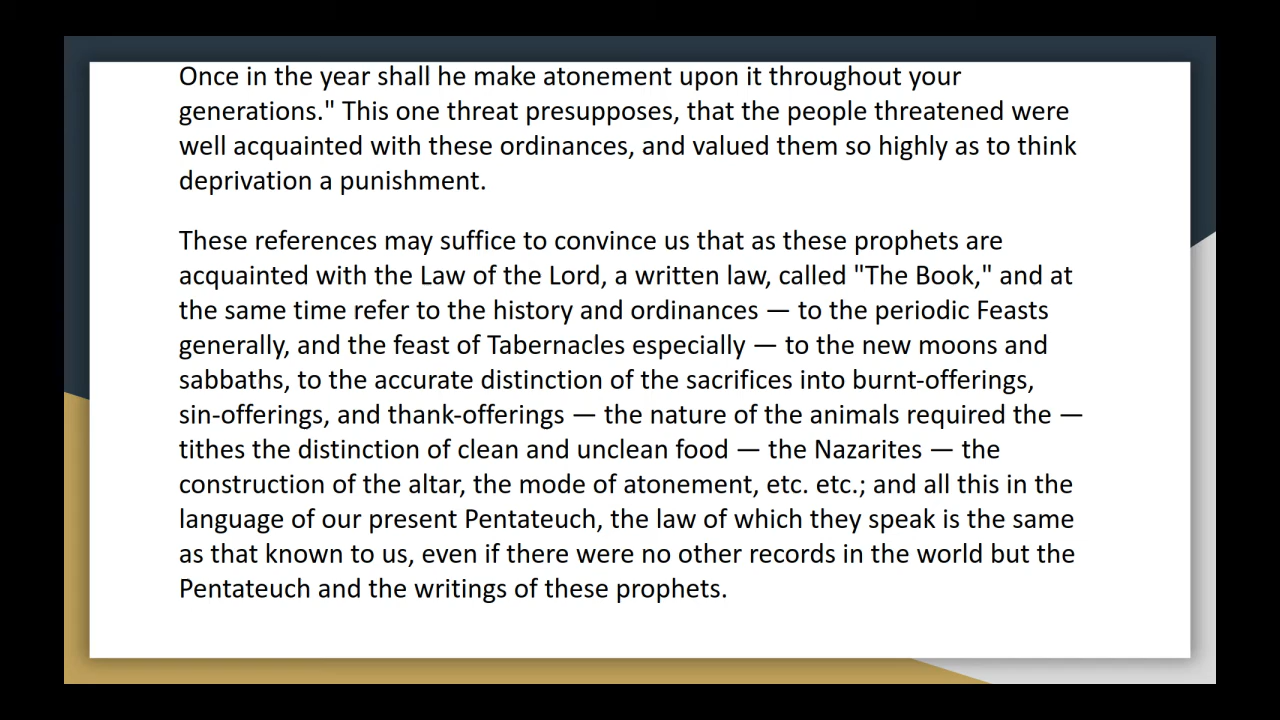 Once in the year shall he make atonement upon it throughout your
generations." This one threat presupposes, that the people threatened were
well acquainted with these ordinances, and valued them so highly as to think
deprivation a punishment.
These references may suffice to convince us that as these prophets are
acquainted with the Law of the Lord, a written law, called "The Book," and at
the same time refer to the history and ordinances — to the periodic Feasts
generally, and the feast of Tabernacles especially — to the new moons and
sabbaths, to the accurate distinction of the sacrifices into burnt-offerings,
sin-offerings, and thank-offerings — the nature of the animals required the —
tithes the distinction of clean and unclean food — the Nazarites — the
construction of the altar, the mode of atonement, etc. etc.; and all this in the
language of our present Pentateuch, the law of which they speak is the same
as that known to us, even if there were no other records in the world but the
Pentateuch and the writings of these prophets.